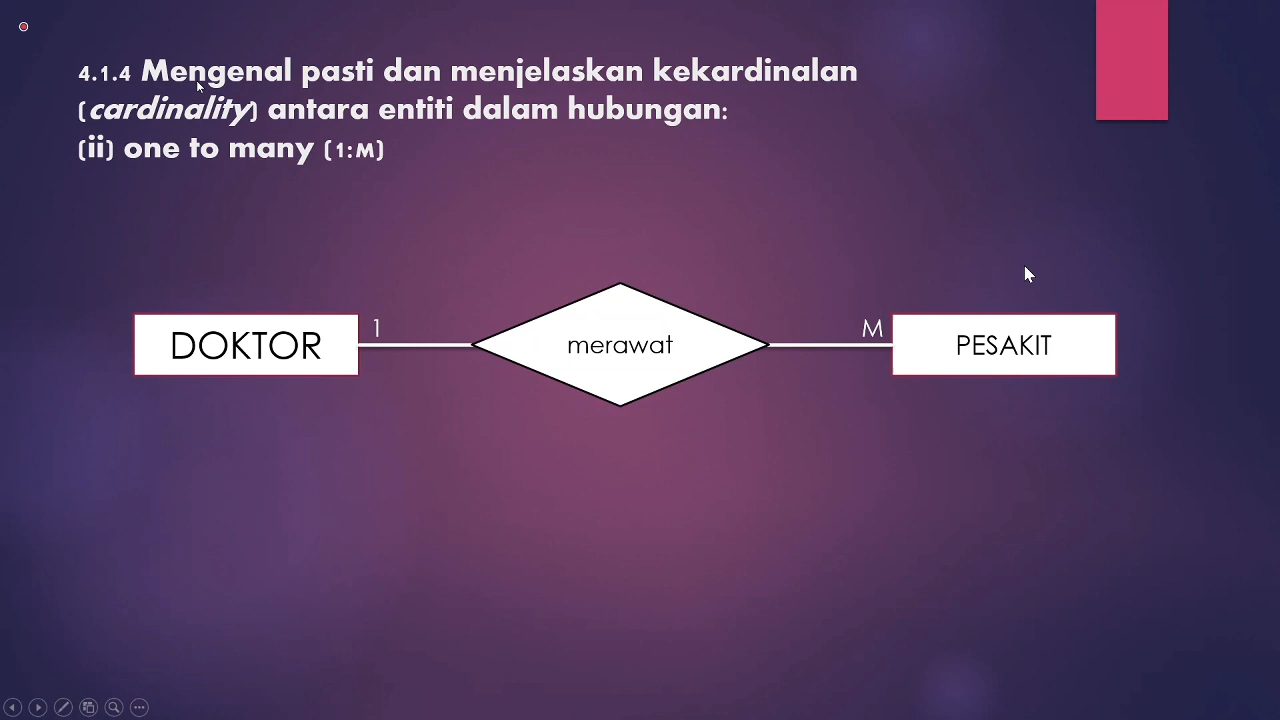 4.1.4 Mengenal pasti dan menjelaskan kekardinalan
(cardinality) antara entiti dalam hubungan:
(ii) one to many (1:M)
DOKTOR 1 merawat M PESAKIT